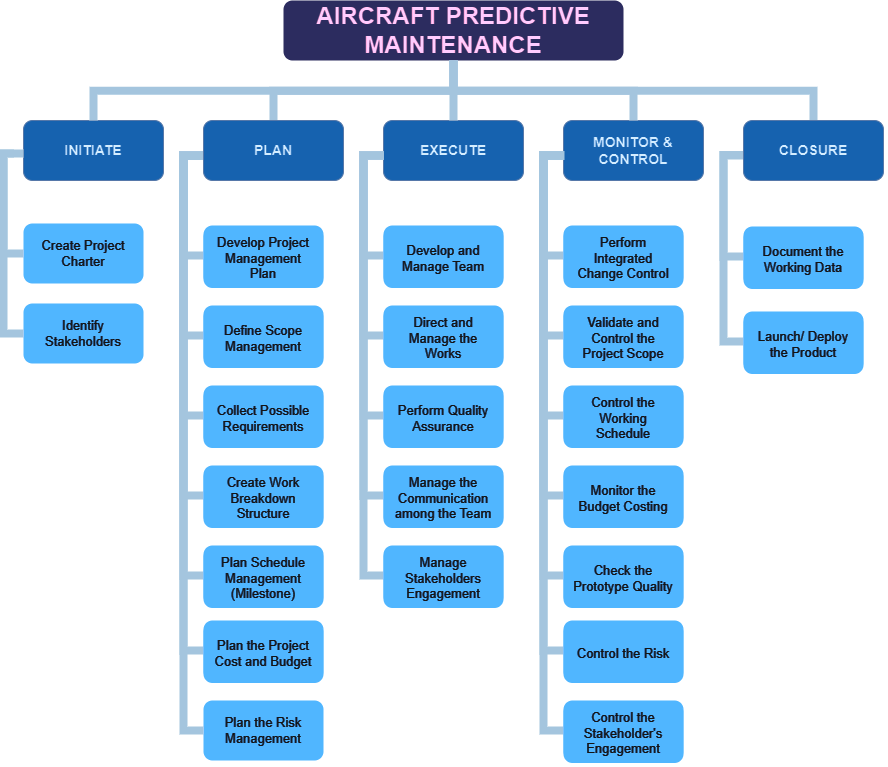 AIRCRAFT PREDICTIVE
MAINTENANCE
INITIATE
PLAN
EXECUTE
MONITOR &
CONTROL
CLOSURE
Create Project
Charter
Identify
Stakeholders
Develop Project
Management
Plan
Define Scope
Management
Collect Possible
Requirements
Create Work
Breakdown
Structure
Plan Schedule
Management
(Milestone)
Plan the Project
Cost and Budget
Plan the Risk
Management
Develop and
Manage Team
Direct and
Manage the
Works
Perform Quality
Assurance
Manage the
Communication
among the Team
Manage
Stakeholders
Engagement
Perform
Integrated
Change Control
Validate and
Control the
Project Scope
Control the
Working
Schedule
Monitor the
Budget Costing
Check the
Prototype Quality
Control the Risk
Control the
Stakeholder's
Engagement
Document the
Working Data
Launch/ Deploy
the Product